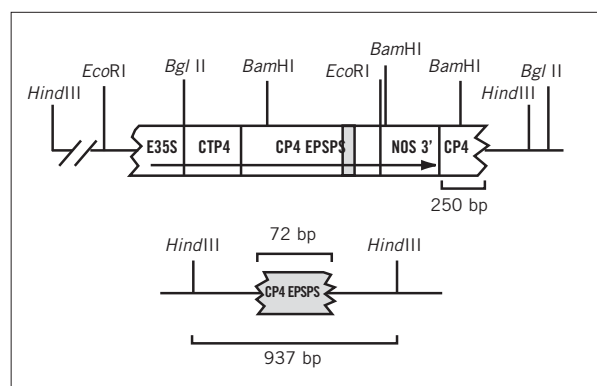 BamHI
Bgl II BamHI EcoRI BamHI Bgl II
EcoRI
HindIII HindIII
E35S CTP4 CP4 EPSPS NOS 3' CP4
250 bp
72 bp
HindIII HindIII
CP4 EPSPS
937 bp